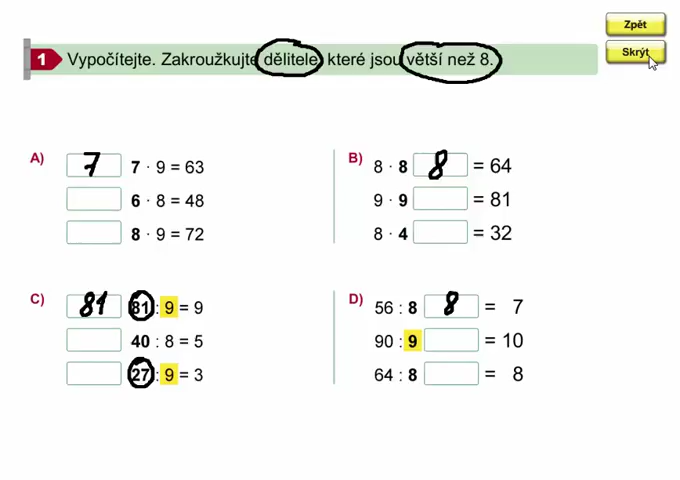 Zpět
1 Vypočítejte. Zakroužkujte dělitele, které jsou větší než 8.
Skrýt
A) 7 7 · 9 = 63
6 · 8 = 48
8 · 9 = 72
B) 8 · 8 8 = 64
9 · 9 = 81
8 · 4 = 32
C) 81 81 : 9 = 9
40 : 8 = 5
27 : 9 = 3
D) 56 : 8 8 = 7
90 : 9 = 10
64 : 8 = 8